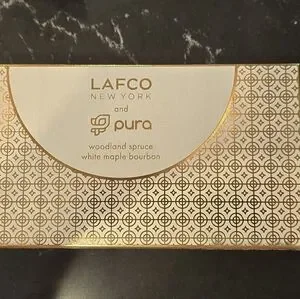 LAFCO
NEW YORK
and
pura
woodland spruce
white maple bourbon